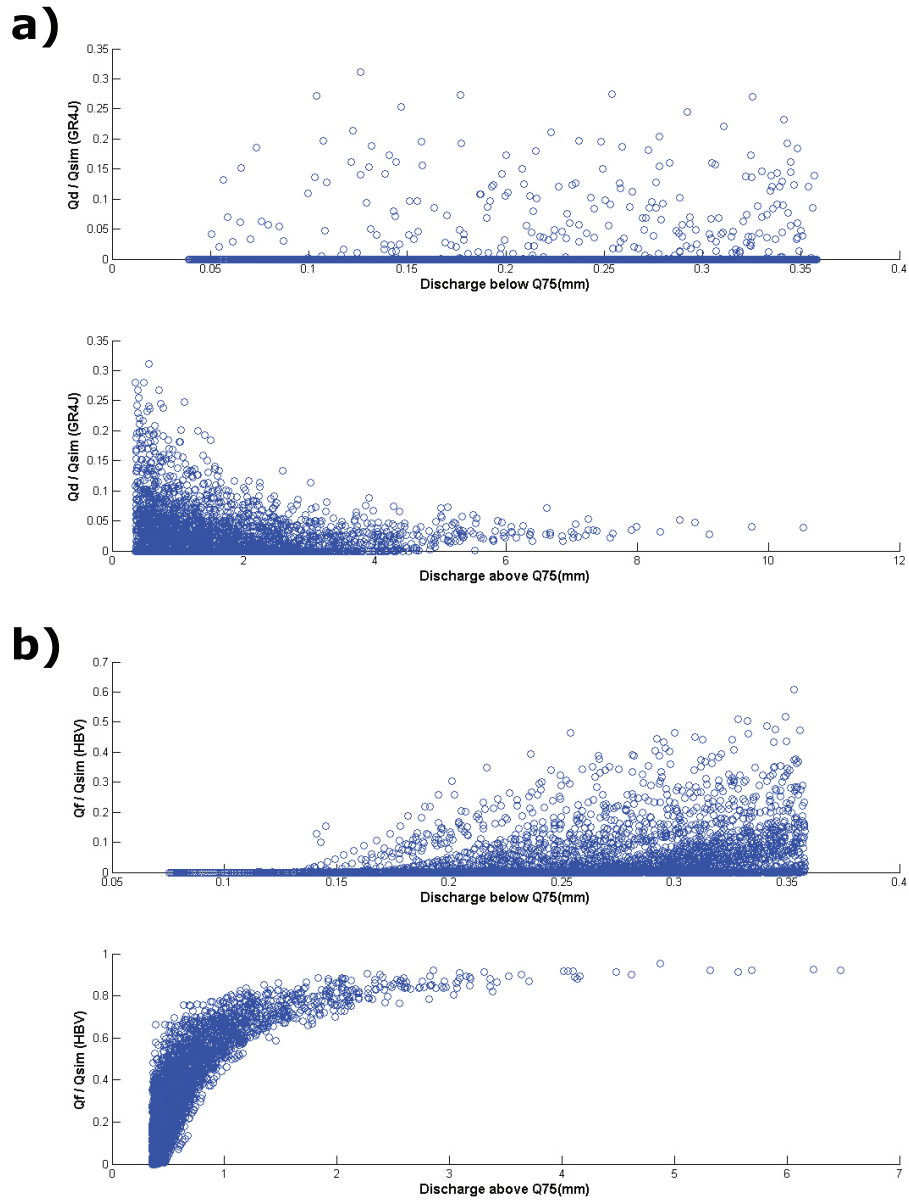 a)
0.35
0.3
0.25
0.2
0.15
0.1
0.05
0
Qd / Qsim (GR4J)
0 0.05 0.1 0.15 0.2 0.25 0.3 0.35 0.4
Discharge below Q75(mm)
0.35
0.3
0.25
0.2
0.15
0.1
0.05
0
Qd / Qsim (GR4J)
0 2 4 6 8 10 12
Discharge above Q75(mm)
b)
0.7
0.6
0.5
0.4
0.3
0.2
0.1
0
Qf / Qsim (HBV)
0.05 0.1 0.15 0.2 0.25 0.3 0.35 0.4
Discharge below Q75(mm)
1
0.8
0.6
0.4
0.2
0
Qf / Qsim (HBV)
0 1 2 3 4 5 6 7
Discharge above Q75(mm)